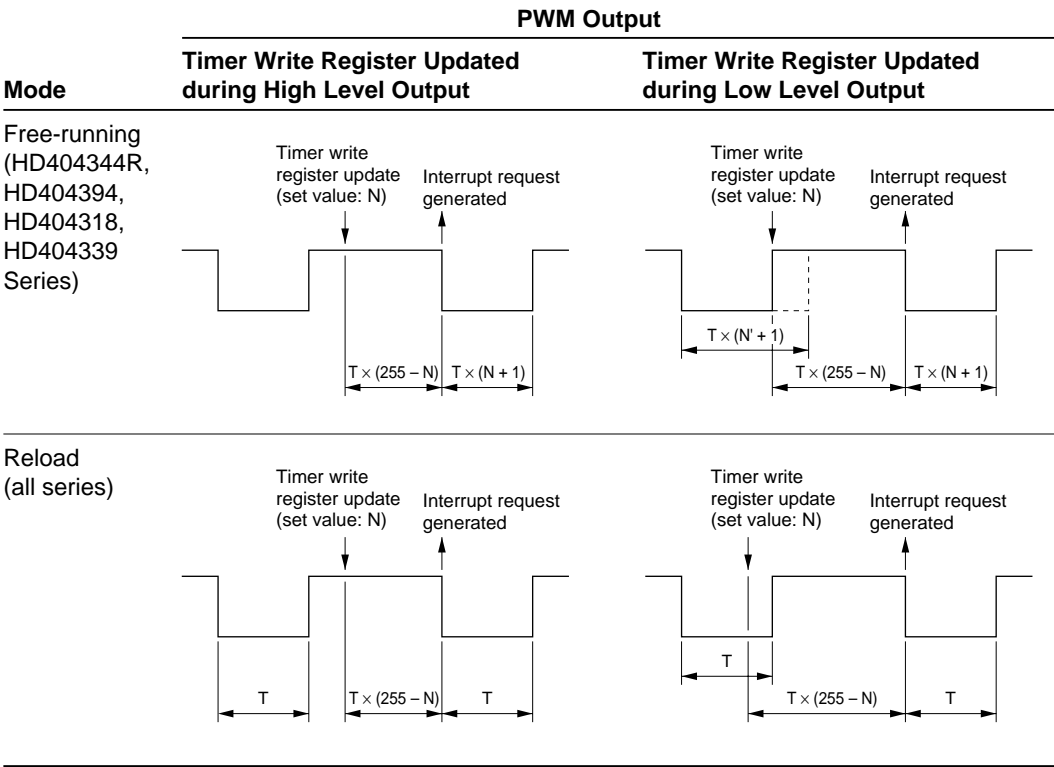 PWM Output
Mode
Timer Write Register Updated
during High Level Output
Timer Write Register Updated
during Low Level Output
Free-running
(HD404344R,
HD404394,
HD404318,
HD404339
Series)
Timer write
register update
(set value: N)
Interrupt request
generated
T × (255 – N)
T × (N + 1)
Timer write
register update
(set value: N)
Interrupt request
generated
T × (N' + 1)
T × (255 – N)
T × (N + 1)
Reload
(all series)
Timer write
register update
(set value: N)
Interrupt request
generated
T
T × (255 – N)
T
Timer write
register update
(set value: N)
Interrupt request
generated
T
T × (255 – N)
T